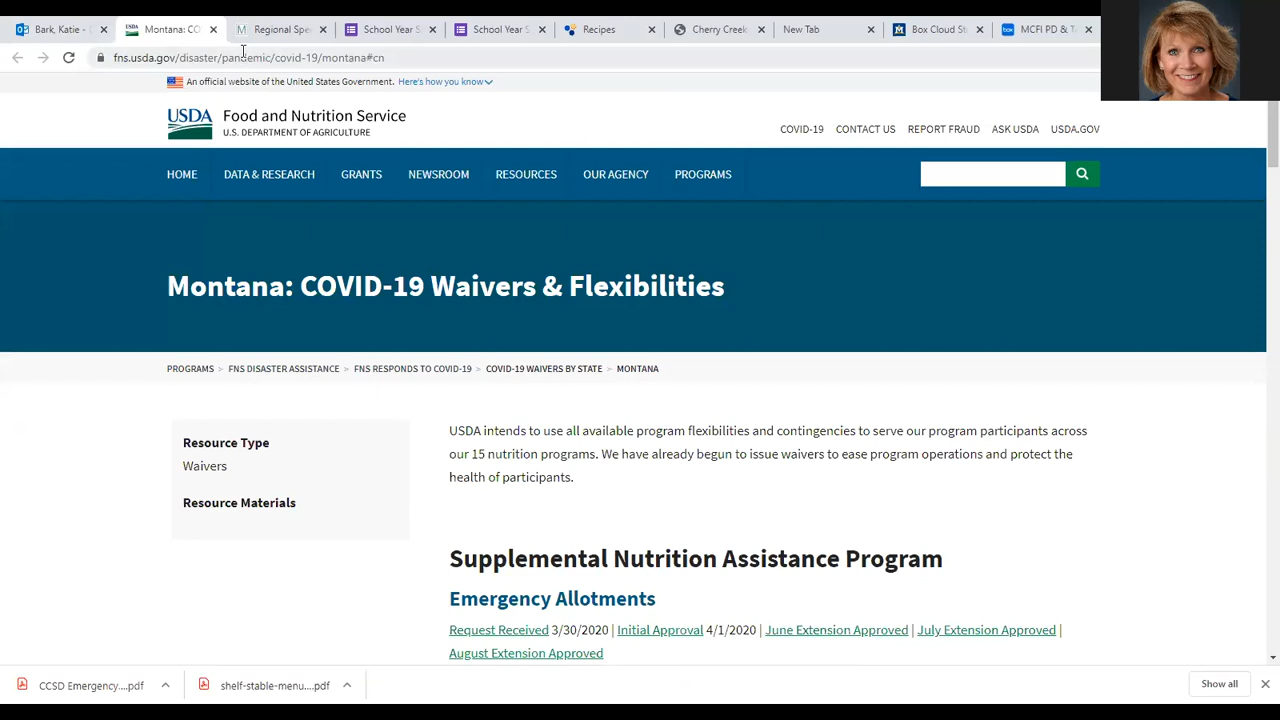 Bark, Katie - C
Montana: CO
Regional Spe
School Year S
School Year S
Recipes
Cherry Creek
New Tab
Box Cloud St
MCFI PD & T
fns.usda.gov/disaster/pandemic/covid-19/montana#cn
An official website of the United States Government. Here's how you know
USDA Food and Nutrition Service
U.S. DEPARTMENT OF AGRICULTURE
COVID-19 CONTACT US REPORT FRAUD ASK USDA USDA.GOV
HOME DATA & RESEARCH GRANTS NEWSROOM RESOURCES OUR AGENCY PROGRAMS
Montana: COVID-19 Waivers & Flexibilities
PROGRAMS > FNS DISASTER ASSISTANCE > FNS RESPONDS TO COVID-19 > COVID-19 WAIVERS BY STATE > MONTANA
Resource Type
Waivers
Resource Materials
USDA intends to use all available program flexibilities and contingencies to serve our program participants across
our 15 nutrition programs. We have already begun to issue waivers to ease program operations and protect the
health of participants.
Supplemental Nutrition Assistance Program
Emergency Allotments
Request Received 3/30/2020 | Initial Approval 4/1/2020 | June Extension Approved | July Extension Approved |
August Extension Approved
CCSD Emergency....pdf
shelf-stable-menu....pdf
Show all